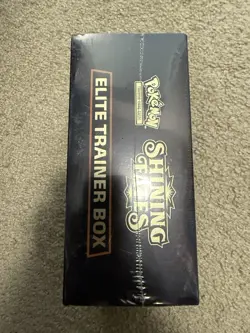 POKÉMON
SHINING
FATES
ELITE TRAINER BOX